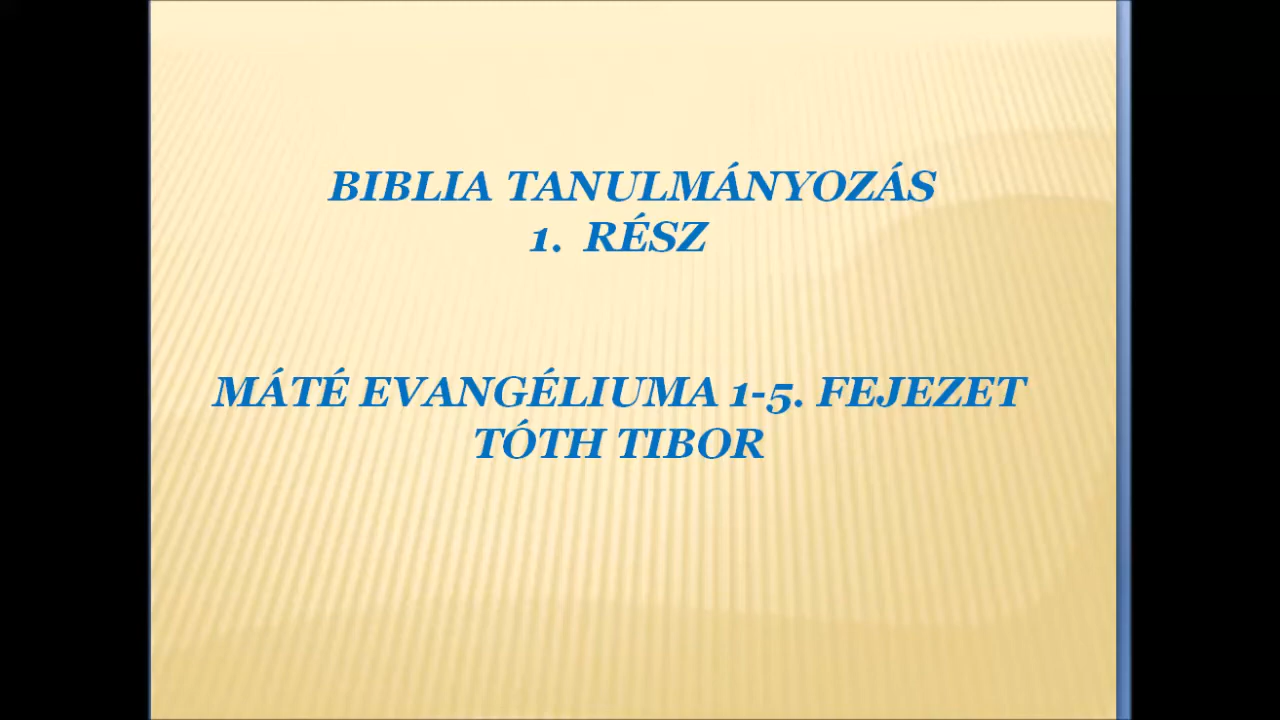 BIBLIA TANULMÁNYOZÁS
1. RÉSZ
MÁTÉ EVANGÉLIUMA 1-5. FEJEZET
TÓTH TIBOR